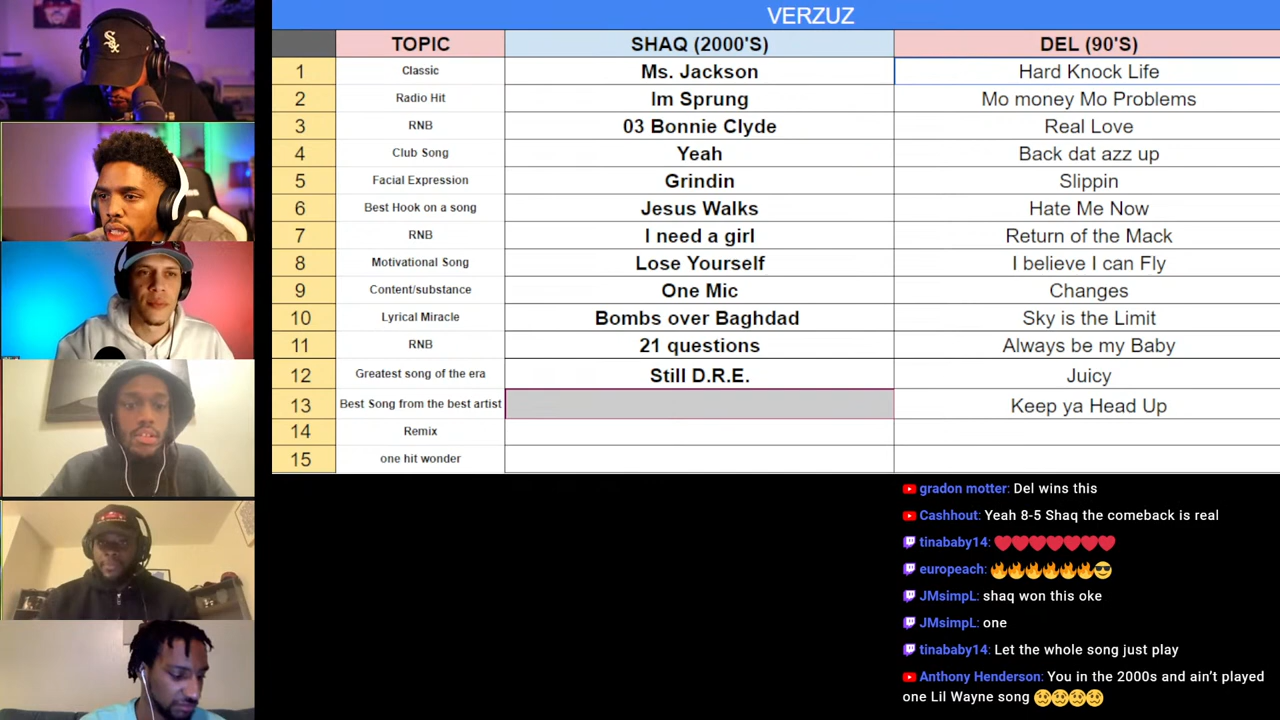 VERZUZ
TOPIC SHAQ (2000'S) DEL (90'S)
1 Classic Ms. Jackson Hard Knock Life
2 Radio Hit Im Sprung Mo money Mo Problems
3 RNB 03 Bonnie Clyde Real Love
4 Club Song Yeah Back dat azz up
5 Facial Expression Grindin Slippin
6 Best Hook on a song Jesus Walks Hate Me Now
7 RNB I need a girl Return of the Mack
8 Motivational Song Lose Yourself I believe I can Fly
9 Content/substance One Mic Changes
10 Lyrical Miracle Bombs over Baghdad Sky is the Limit
11 RNB 21 questions Always be my Baby
12 Greatest song of the era Still D.R.E. Juicy
13 Best Song from the best artist Keep ya Head Up
14 Remix
15 one hit wonder
gradon motter: Del wins this
Cashhout: Yeah 8-5 Shaq the comeback is real
tinababy14: ❤️❤️❤️❤️❤️❤️❤️
europeach: 🔥🔥🔥🔥🔥🔥😎
JMsimpL: shaq won this oke
JMsimpL: one
tinababy14: Let the whole song just play
Anthony Henderson: You in the 2000s and ain't played
one Lil Wayne song 🥴🥴🥴🥴